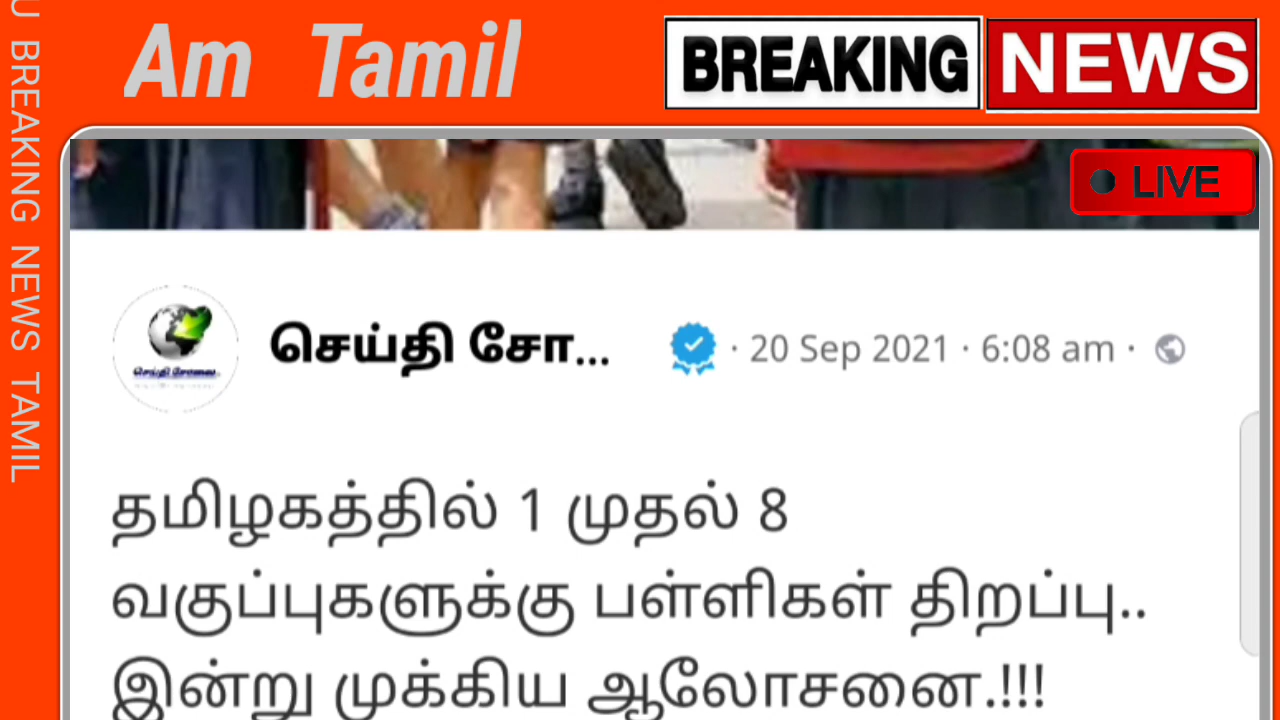 Am Tamil
BREAKING NEWS
LIVE
BREAKING NEWS TAMIL
செய்தி சோ...
· 20 Sep 2021 · 6:08 am ·
செய்தி சோலை
தமிழகத்தில் 1 முதல் 8
வகுப்புகளுக்கு பள்ளிகள் திறப்பு..
இன்று முக்கிய ஆலோசனை.!!!